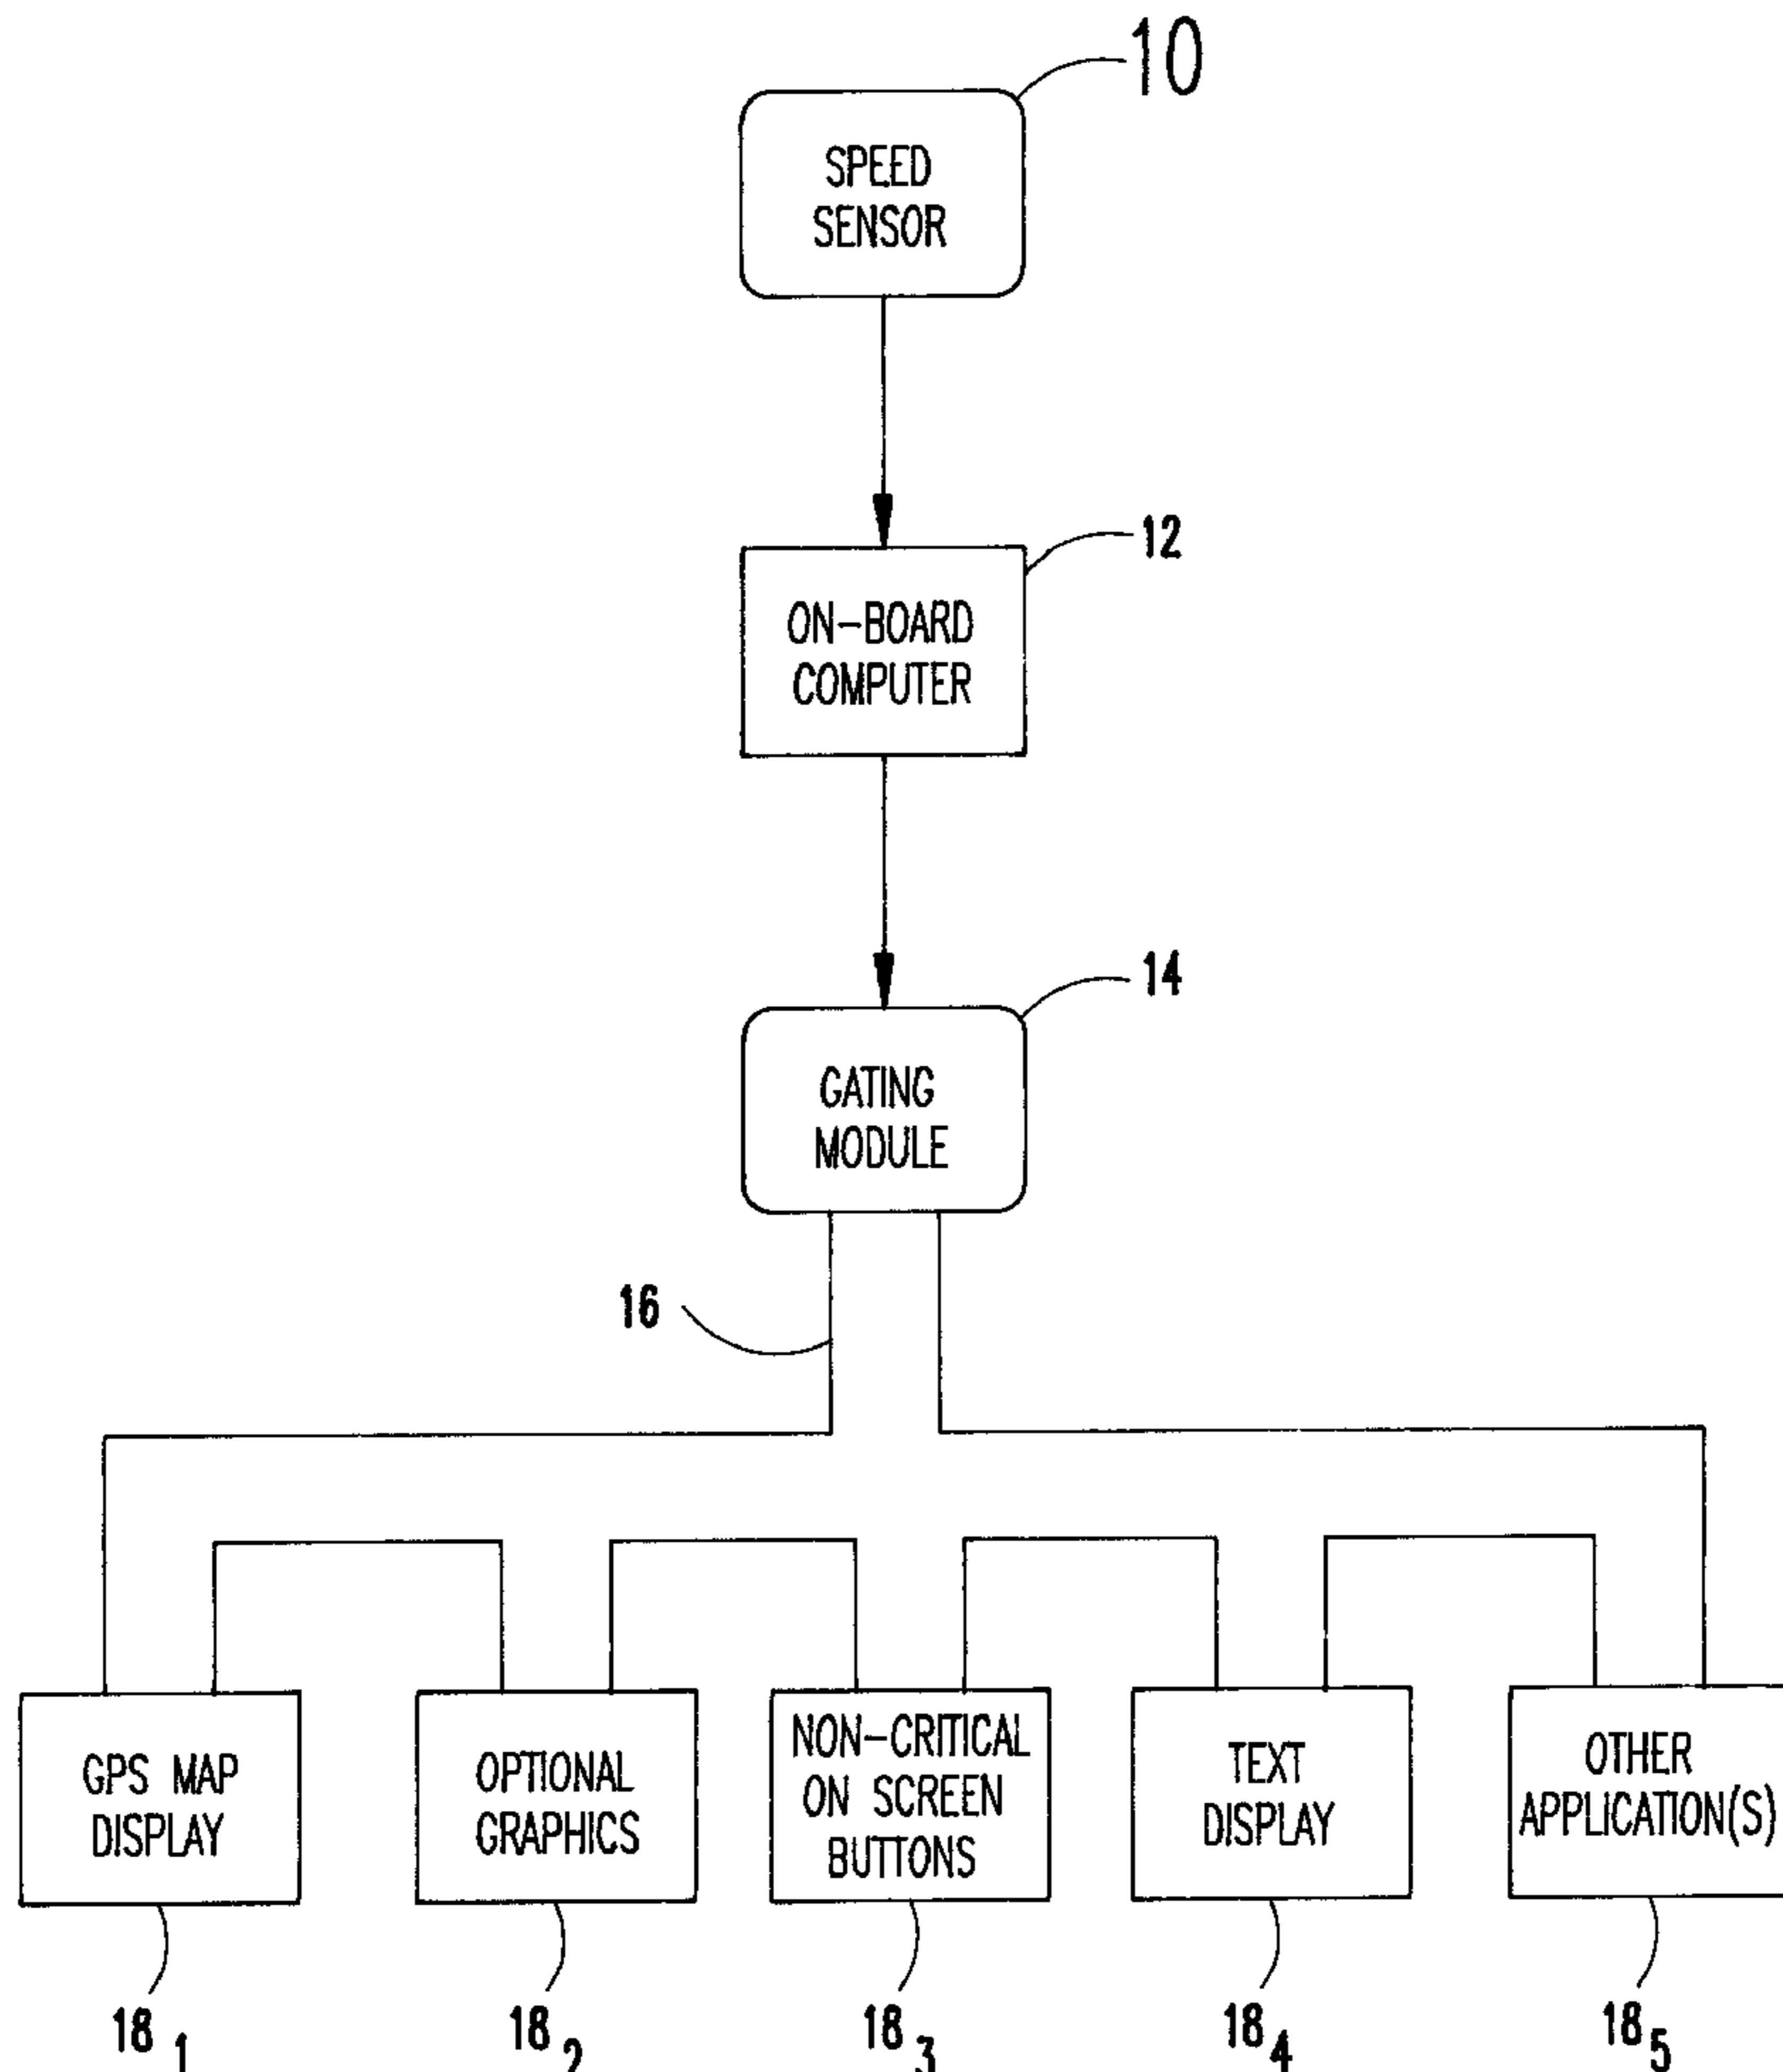 10
SPEED
SENSOR
12
ON-BOARD
COMPUTER
14
GATING
MODULE
16
GPS MAP
DISPLAY
OPTIONAL
GRAPHICS
NON-CRITICAL
ON SCREEN
BUTTONS
TEXT
DISPLAY
OTHER
APPLICATION(S)
18 1
18 2
18 3
18 4
18 5